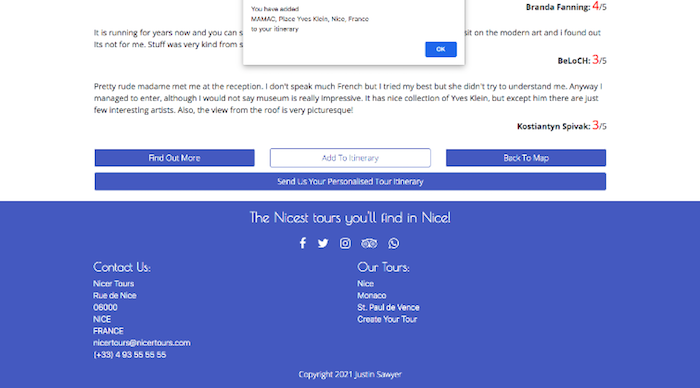 You have added
MAMAC, Place Yves Klein, Nice, France
to your itinerary
OK
Branda Fanning: 4/5
It is running for years now and you can s sit on the modern art and i found out
Its not for me. Stuff was very kind from s
BeLoCH: 3/5
Pretty rude madame met me at the reception. I don't speak much French but I tried my best but she didn't try to understand me. Anyway I
managed to enter, although I would not say museum is really impressive. It has nice collection of Yves Klein, but except him there are just
few interesting artists. Also, the view from the roof is very picturesque!
Kostiantyn Spivak: 3/5
Find Out More
Add To Itinerary
Back To Map
Send Us Your Personalised Tour Itinerary
The Nicest tours you'll find in Nice!
Contact Us:
Nicer Tours
Rue de Nice
06000
NICE
FRANCE
nicertours@nicertours.com
(+33) 4 93 55 55 55
Our Tours:
Nice
Monaco
St. Paul de Vence
Create Your Tour
Copyright 2021 Justin Sawyer